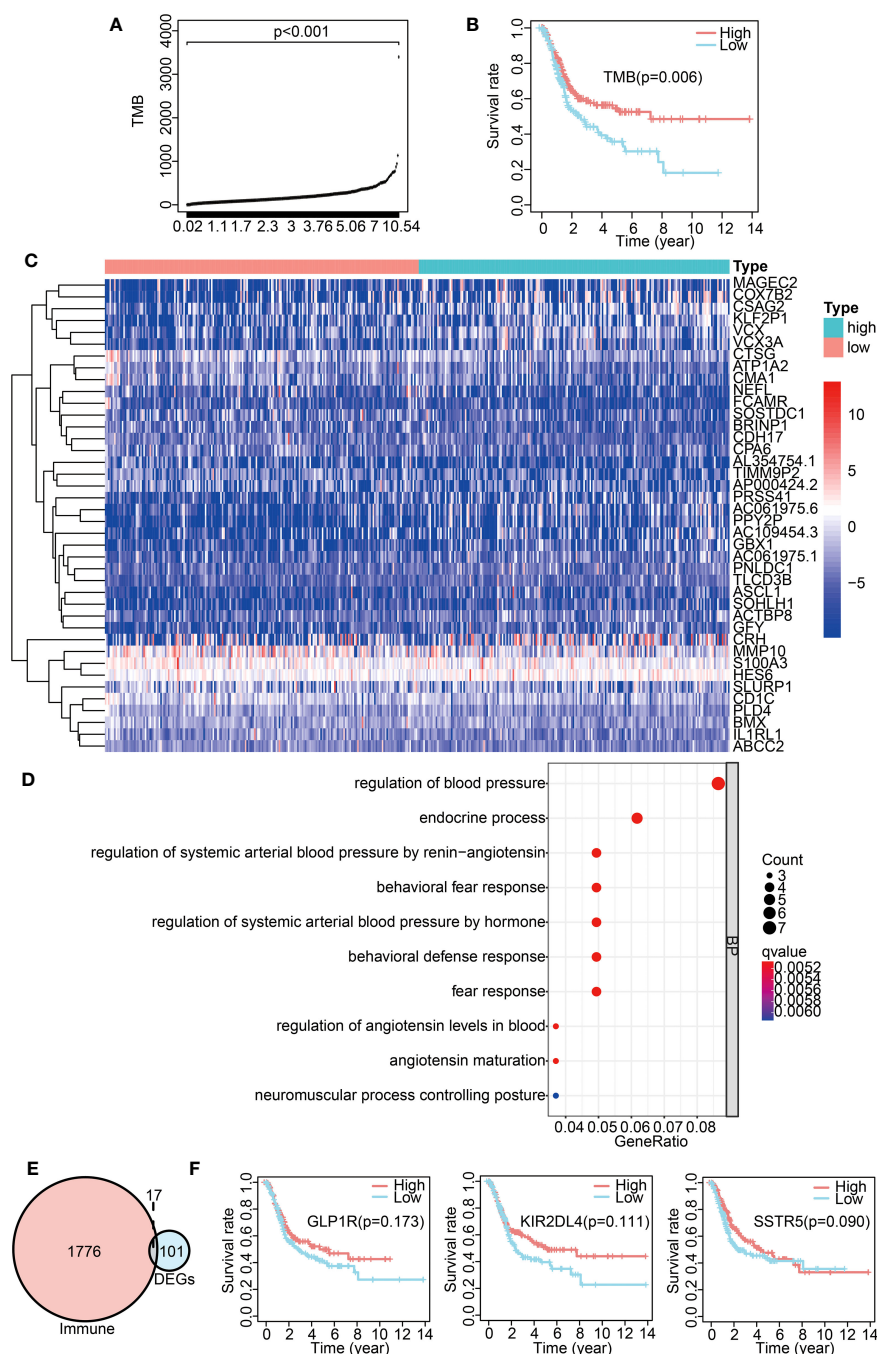 A
p<0.001
TMB
0
1000
2000
3000
4000
0.02 1.1 1.7 2.3 3 3.76 5.06 7 10.54
B
High
Low
TMB(p=0.006)
Survival rate
0.0 0.2 0.4 0.6 0.8 1.0
0 2 4 6 8 10 12 14
Time (year)
C
Type
MAGEC2
COX7B2
CSAG2
KLF2P1
VCX
VCX3A
CTSG
ATP1A2
CMA1
NEFL
FCAMR
SOSTDC1
BRINP1
CDH17
CPA6
AL354754.1
TIMM9P2
AP000424.2
PRSS41
AC061975.6
PPY2P
AC109454.3
GBX1
AC061975.1
PNLDC1
TLCD3B
ASCL1
SOHLH1
ACTBP8
GFY
CRH
MMP10
S100A3
HES6
SLURP1
CD1C
PLD4
BMX
IL1RL1
ABCC2
Type
high
low
10
5
0
−5
D
regulation of blood pressure
endocrine process
regulation of systemic arterial blood pressure by renin−angiotensin
behavioral fear response
regulation of systemic arterial blood pressure by hormone
behavioral defense response
fear response
regulation of angiotensin levels in blood
angiotensin maturation
neuromuscular process controlling posture
BP
0.04 0.05 0.06 0.07 0.08
GeneRatio
Count
3
4
5
6
7
qvalue
0.0052
0.0054
0.0056
0.0058
0.0060
E
17
1776
101
DEGs
Immune
F
High
Low
GLP1R(p=0.173)
Survival rate
0.0 0.2 0.4 0.6 0.8 1.0
0 2 4 6 8 10 12 14
Time (year)
High
Low
KIR2DL4(p=0.111)
Survival rate
0.0 0.2 0.4 0.6 0.8 1.0
0 2 4 6 8 10 12 14
Time (year)
High
Low
SSTR5(p=0.090)
Survival rate
0.0 0.2 0.4 0.6 0.8 1.0
0 2 4 6 8 10 12 14
Time (year)